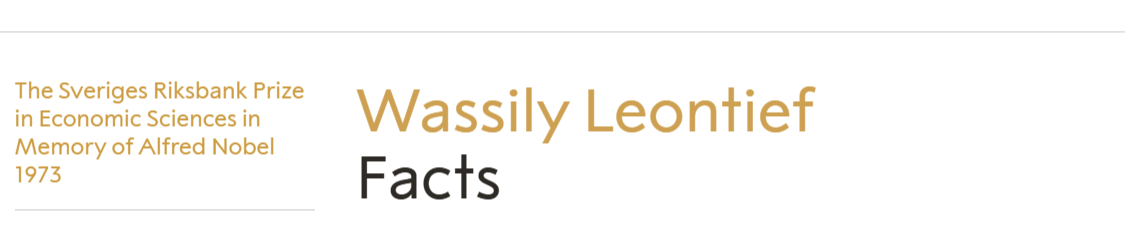 The Sveriges Riksbank Prize
in Economic Sciences in
Memory of Alfred Nobel
1973
Wassily Leontief
Facts